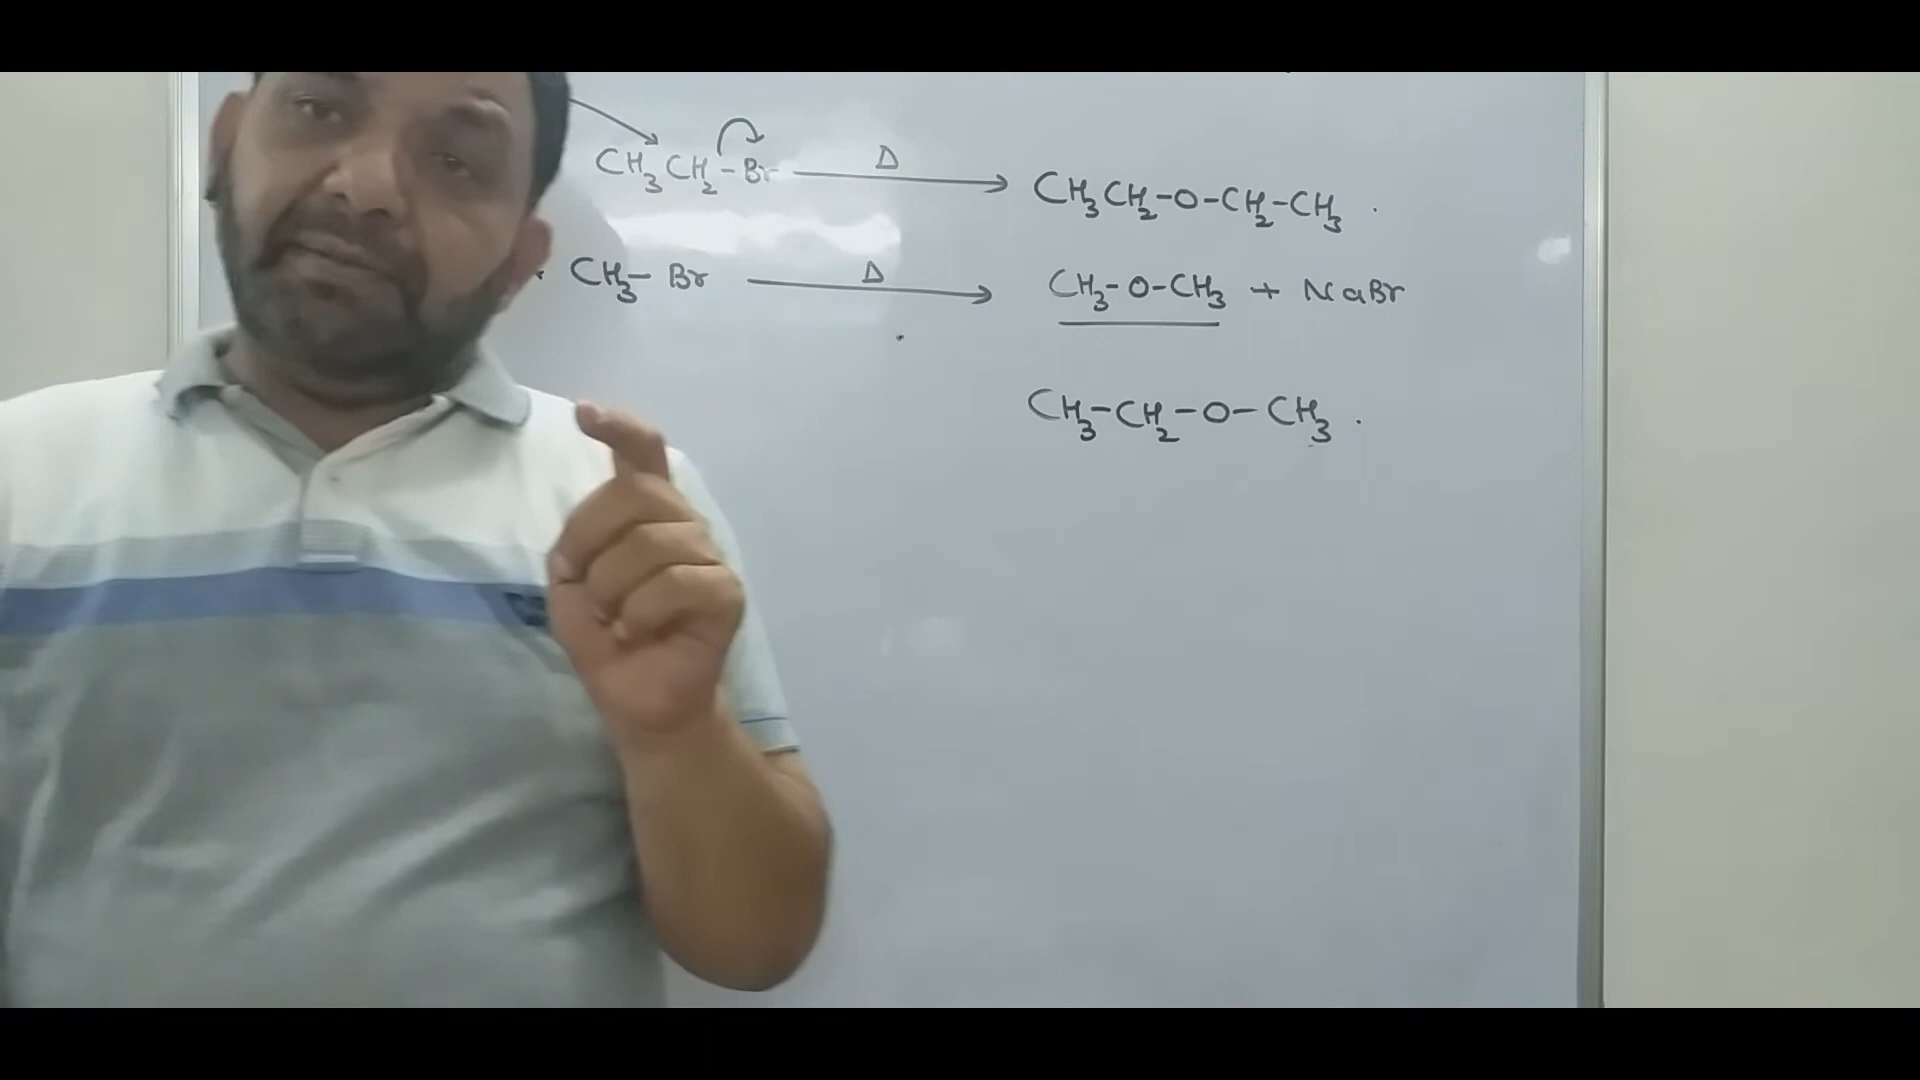 CH₃CH₂-Br —Δ→ CH₃CH₂-O-CH₂-CH₃.
CH₃-Br —Δ→ CH₃-O-CH₃ + NaBr
CH₃-CH₂-O-CH₃.